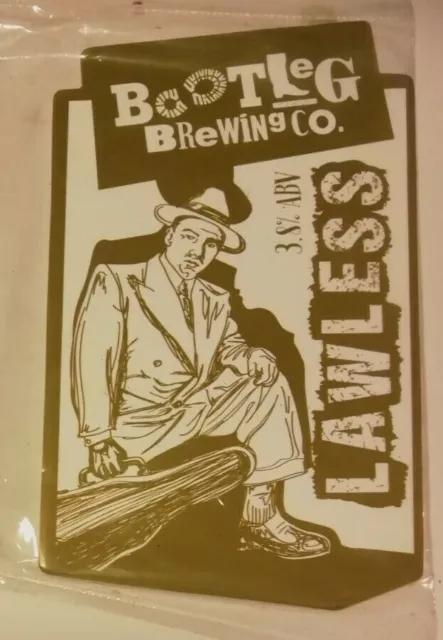 BOOTLeG
BReWiNg CO.
3.8% ABV
LAWLESS